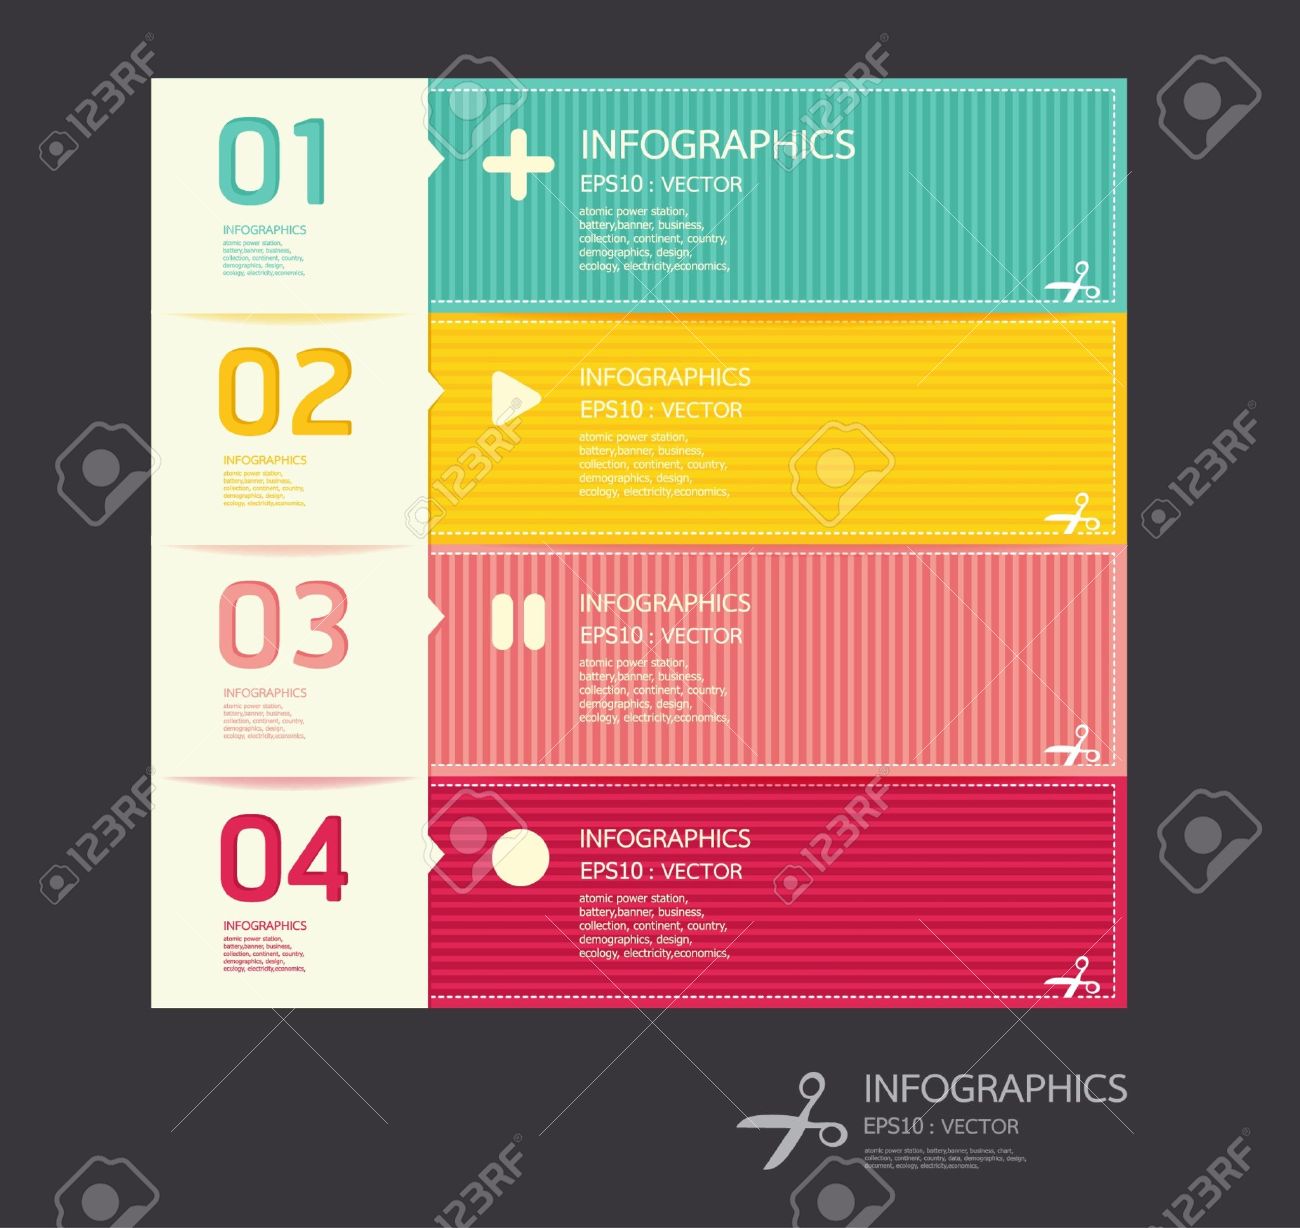 01
INFOGRAPHICS
atomic power station,
battery,banner, business,
collection, continent, country,
demographics, design,
ecology, electricity,economics,
INFOGRAPHICS
EPS10 : VECTOR
atomic power station,
battery,banner, business,
collection, continent, country,
demographics, design,
ecology, electricity,economics,
02
INFOGRAPHICS
atomic power station,
battery,banner, business,
collection, continent, country,
demographics, design,
ecology, electricity,economics,
INFOGRAPHICS
EPS10 : VECTOR
atomic power station,
battery,banner, business,
collection, continent, country,
demographics, design,
ecology, electricity,economics,
03
INFOGRAPHICS
atomic power station,
battery,banner, business,
collection, continent, country,
demographics, design,
ecology, electricity,economics,
INFOGRAPHICS
EPS10 : VECTOR
atomic power station,
battery,banner, business,
collection, continent, country,
demographics, design,
ecology, electricity,economics,
04
INFOGRAPHICS
atomic power station,
battery,banner, business,
collection, continent, country,
demographics, design,
ecology, electricity,economics,
INFOGRAPHICS
EPS10 : VECTOR
atomic power station,
battery,banner, business,
collection, continent, country,
demographics, design,
ecology, electricity,economics,
INFOGRAPHICS
EPS10 : VECTOR
atomic power station, battery,banner, business, chart,
collection, continent, country, data, demographics, design,
document, ecology, electricity,economics,
123RF
123RF
123RF
123RF
123RF
123RF
123RF
123RF
123RF
123RF
123RF